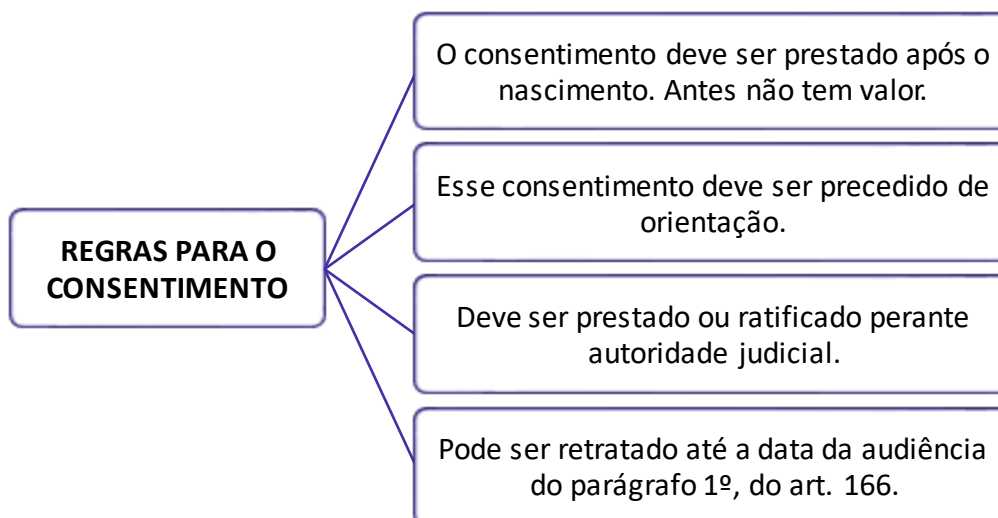 REGRAS PARA O
CONSENTIMENTO
O consentimento deve ser prestado após o
nascimento. Antes não tem valor.
Esse consentimento deve ser precedido de
orientação.
Deve ser prestado ou ratificado perante
autoridade judicial.
Pode ser retratado até a data da audiência
do parágrafo 1º, do art. 166.